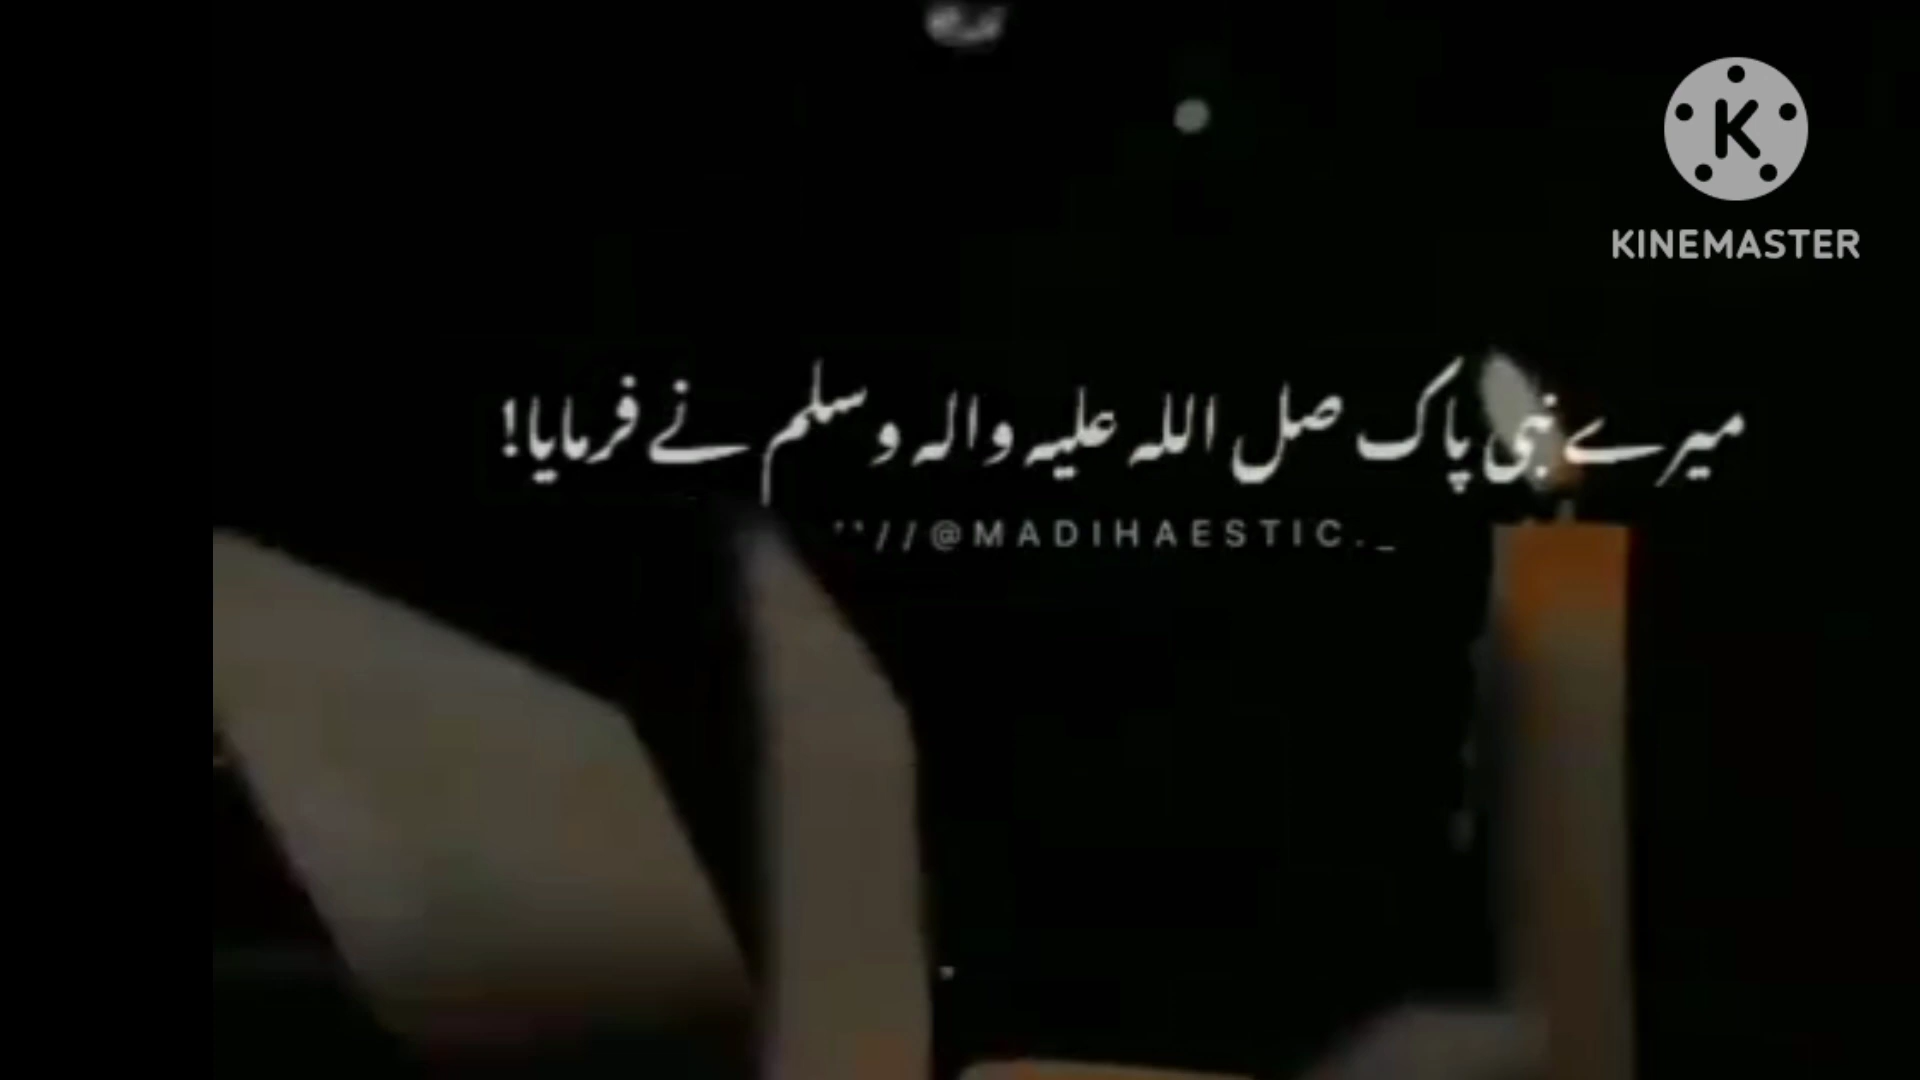 KINEMASTER
میرے نبی پاک صل اللہ علیہ والہ وسلم نے فرمایا!
''//@MADIHAESTIC._